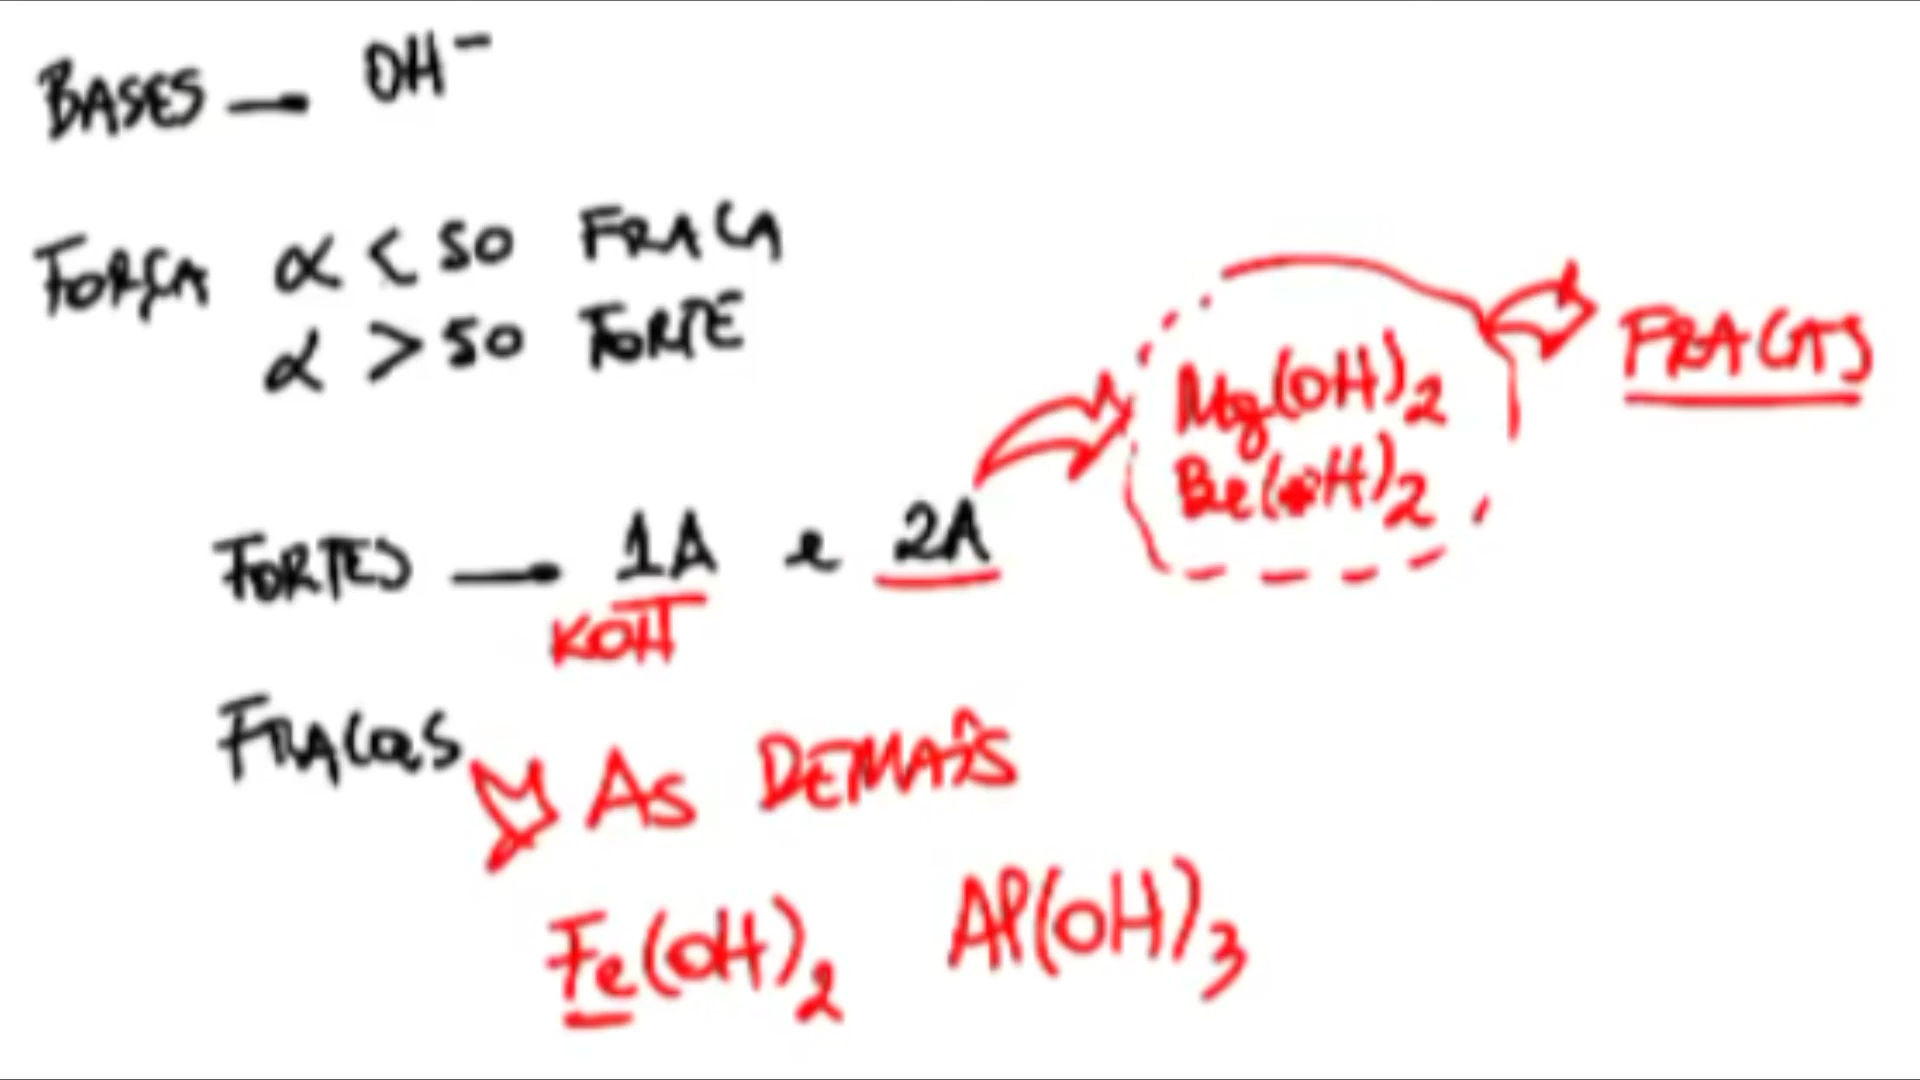 BASES → OH⁻
FORÇA α < 50 FRACA
α > 50 FORTE
Mg(OH)₂
Be(OH)₂
FRACAS
FORTES → 1A e 2A
KOH
FRACAS
AS DEMAIS
Fe(OH)₂ Al(OH)₃